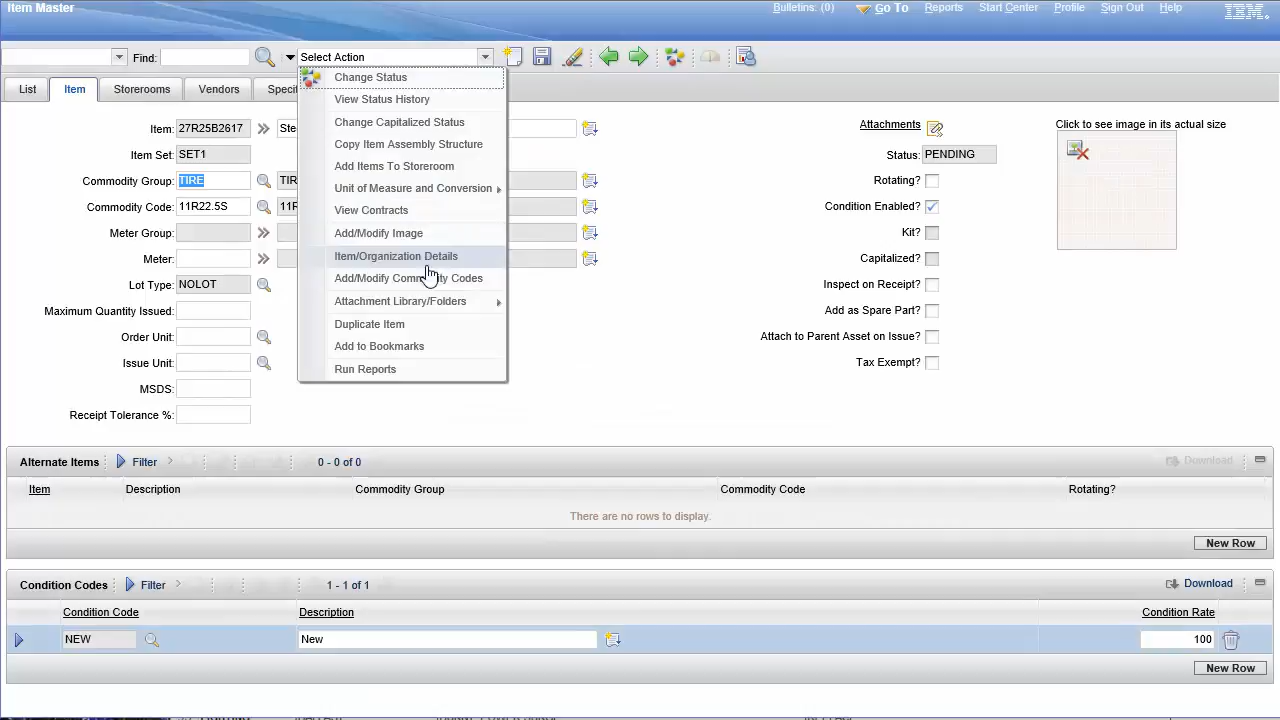 Item Master
Bulletins: (0) Go To Reports Start Center Profile Sign Out Help IBM.
Find: Select Action
List Item Storerooms Vendors Specif
Change Status
View Status History
Change Capitalized Status
Copy Item Assembly Structure
Add Items To Storeroom
Unit of Measure and Conversion
View Contracts
Add/Modify Image
Item/Organization Details
Add/Modify Commodity Codes
Attachment Library/Folders
Duplicate Item
Add to Bookmarks
Run Reports
Item: 27R25B2617 Ste
Item Set: SET1
Commodity Group: TIRE TIR
Commodity Code: 11R22.5S 11R
Meter Group:
Meter:
Lot Type: NOLOT
Maximum Quantity Issued:
Order Unit:
Issue Unit:
MSDS:
Receipt Tolerance %:
Attachments
Status: PENDING
Rotating?
Condition Enabled?
Kit?
Capitalized?
Inspect on Receipt?
Add as Spare Part?
Attach to Parent Asset on Issue?
Tax Exempt?
Click to see image in its actual size
Alternate Items Filter 0 - 0 of 0 Download
Item Description Commodity Group Commodity Code Rotating?
There are no rows to display.
New Row
Condition Codes Filter 1 - 1 of 1 Download
Condition Code Description Condition Rate
NEW New 100
New Row